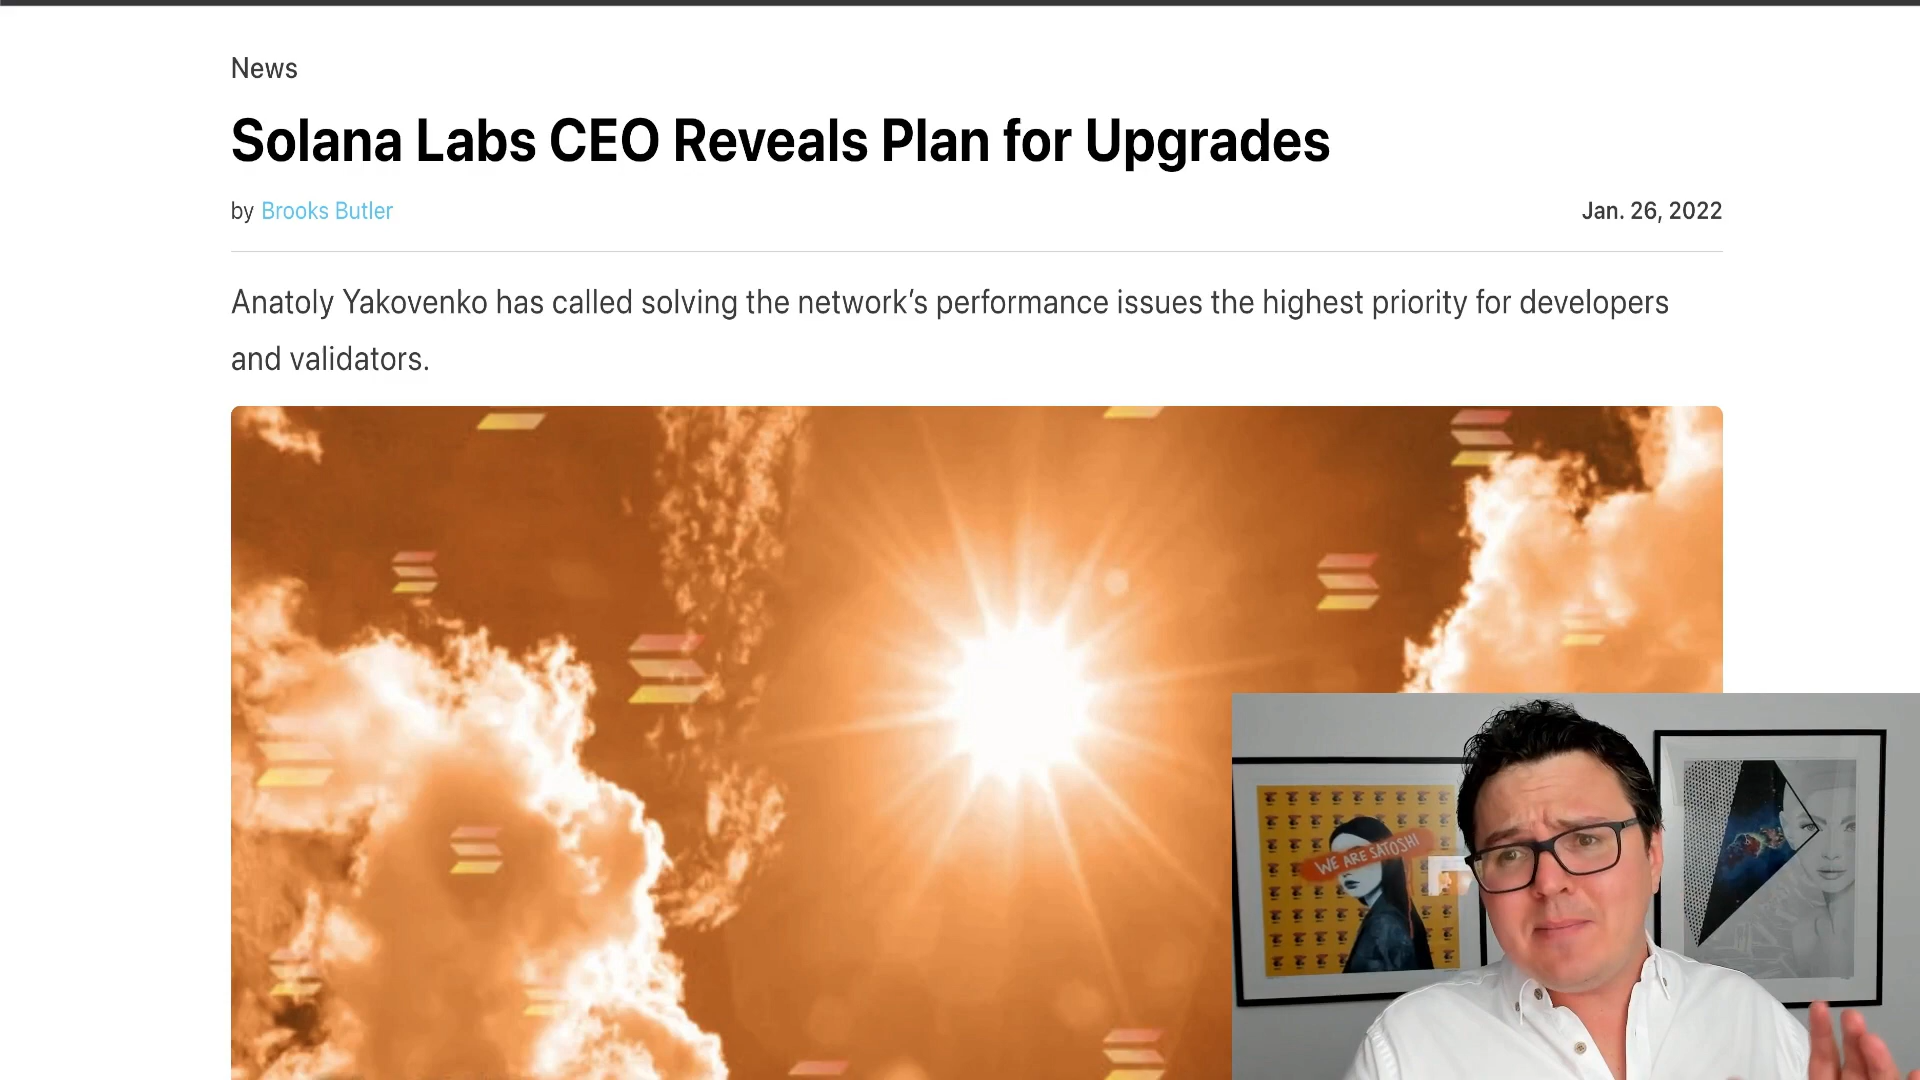 News
Solana Labs CEO Reveals Plan for Upgrades
by Brooks Butler
Jan. 26, 2022
Anatoly Yakovenko has called solving the network’s performance issues the highest priority for developers
and validators.
WE ARE SATOSHI